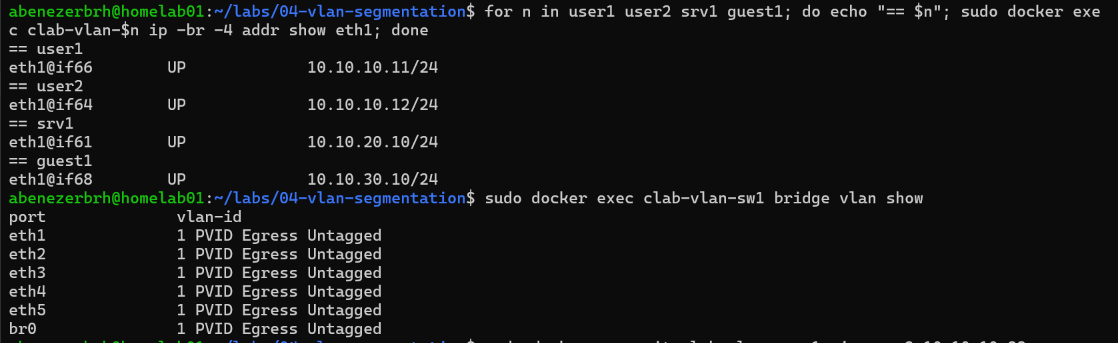 abenezerbrh@homelab01:~/labs/04-vlan-segmentation$ for n in user1 user2 srv1 guest1; do echo "== $n"; sudo docker exe
c clab-vlan-$n ip -br -4 addr show eth1; done
== user1
eth1@if66        UP             10.10.10.11/24
== user2
eth1@if64        UP             10.10.10.12/24
== srv1
eth1@if61        UP             10.10.20.10/24
== guest1
eth1@if68        UP             10.10.30.10/24
abenezerbrh@homelab01:~/labs/04-vlan-segmentation$ sudo docker exec clab-vlan-sw1 bridge vlan show
port              vlan-id
eth1              1 PVID Egress Untagged
eth2              1 PVID Egress Untagged
eth3              1 PVID Egress Untagged
eth4              1 PVID Egress Untagged
eth5              1 PVID Egress Untagged
br0               1 PVID Egress Untagged